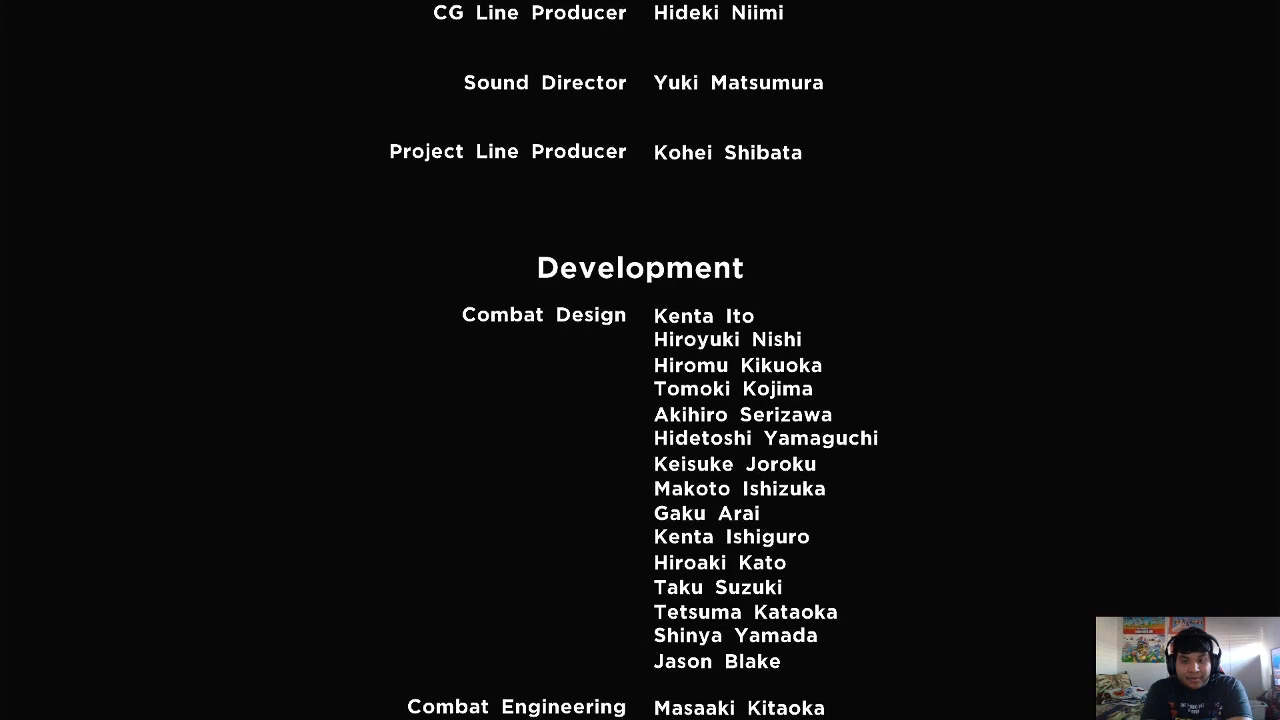 CG Line Producer Hideki Niimi
Sound Director Yuki Matsumura
Project Line Producer Kohei Shibata
Development
Combat Design Kenta Ito
Hiroyuki Nishi
Hiromu Kikuoka
Tomoki Kojima
Akihiro Serizawa
Hidetoshi Yamaguchi
Keisuke Joroku
Makoto Ishizuka
Gaku Arai
Kenta Ishiguro
Hiroaki Kato
Taku Suzuki
Tetsuma Kataoka
Shinya Yamada
Jason Blake
Combat Engineering Masaaki Kitaoka